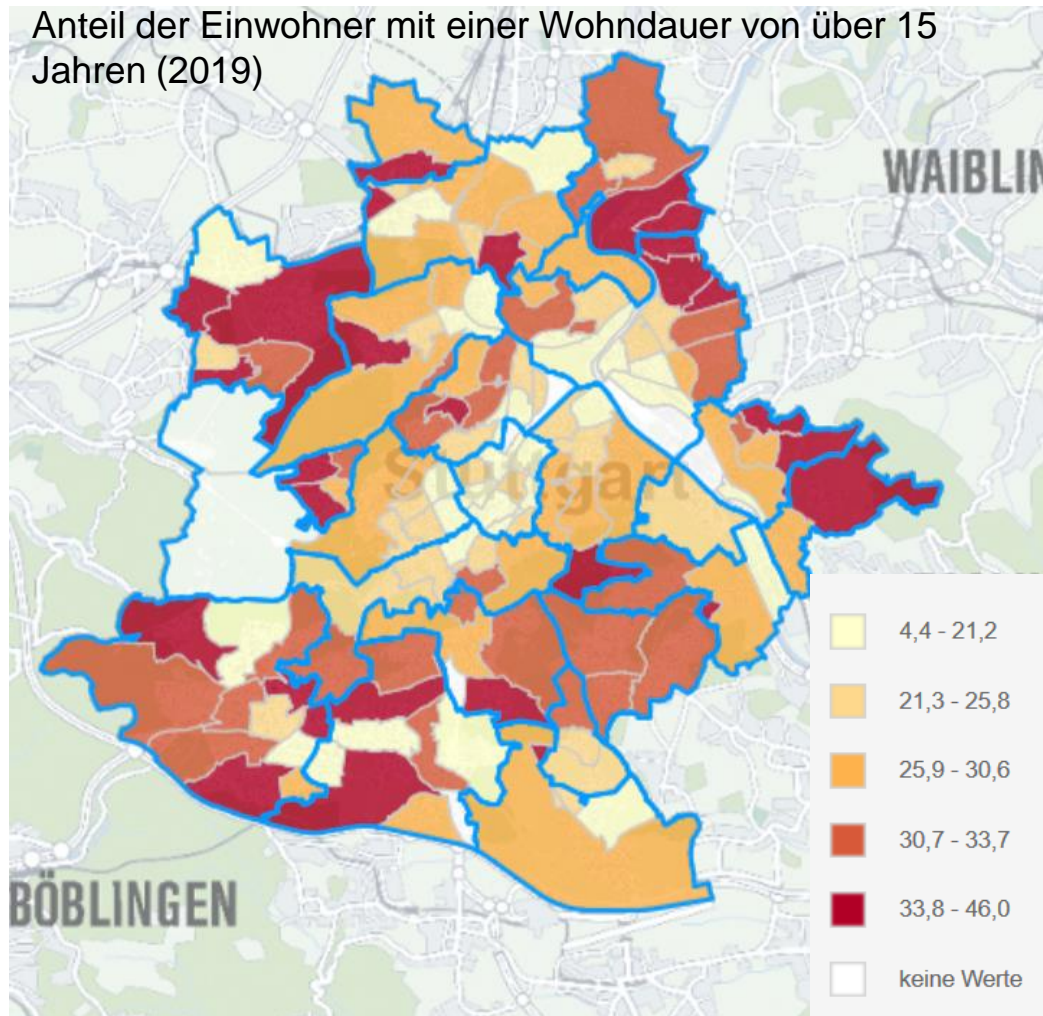 Anteil der Einwohner mit einer Wohndauer von über 15
Jahren (2019)
WAIBLIN
Stuttgart
BÖBLINGEN
4,4 - 21,2
21,3 - 25,8
25,9 - 30,6
30,7 - 33,7
33,8 - 46,0
keine Werte